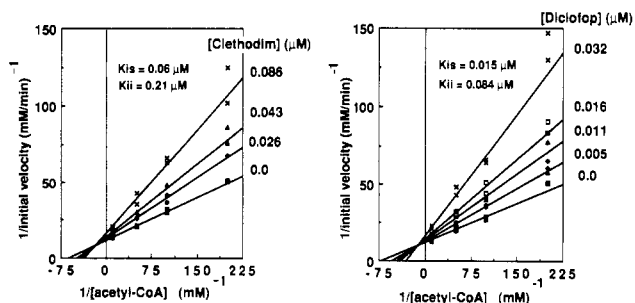 [Clethodim] (µM)
1/initial velocity (mM/min)-1
150
100
50
0
Kis = 0.06 µM
Kii = 0.21 µM
0.086
0.043
0.026
0.0
-75 0 75 150 225
1/[acetyl-CoA] (mM)-1
[Diclofop] (µM)
1/initial velocity (mM/min)-1
150
100
50
0
Kis = 0.015 µM
Kii = 0.084 µM
0.032
0.016
0.011
0.005
0.0
-75 0 75 150 225
1/[acetyl-CoA] (mM)-1